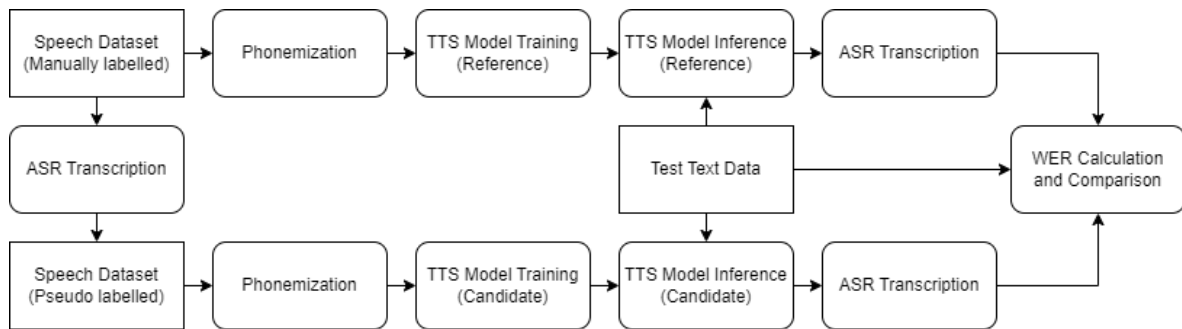 Speech Dataset
(Manually labelled)
Phonemization
TTS Model Training
(Reference)
TTS Model Inference
(Reference)
ASR Transcription
ASR Transcription
Test Text Data
WER Calculation
and Comparison
Speech Dataset
(Pseudo labelled)
Phonemization
TTS Model Training
(Candidate)
TTS Model Inference
(Candidate)
ASR Transcription